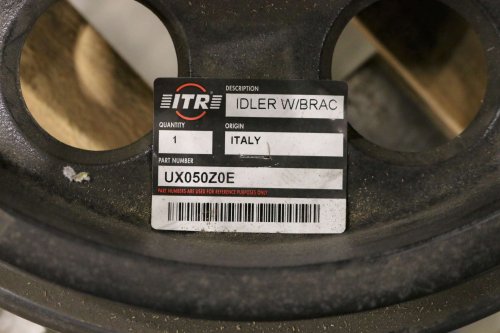 ITR
DESCRIPTION
IDLER W/BRAC
QUANTITY
ORIGIN
1
ITALY
PART NUMBER
UX050Z0E
PART NUMBERS ARE USED FOR REFERENCE PURPOSES ONLY